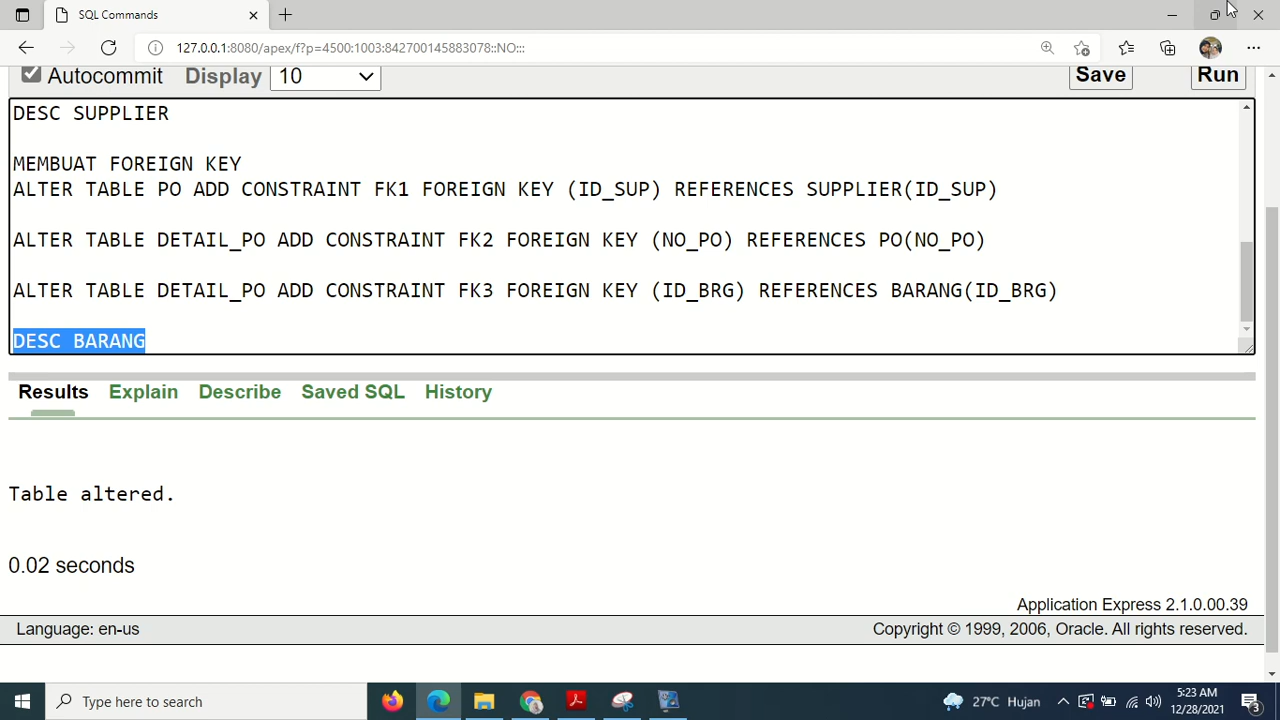 SQL Commands
127.0.0.1:8080/apex/f?p=4500:1003:842700145883078::NO:::
Autocommit Display 10 Save Run
DESC SUPPLIER
MEMBUAT FOREIGN KEY
ALTER TABLE PO ADD CONSTRAINT FK1 FOREIGN KEY (ID_SUP) REFERENCES SUPPLIER(ID_SUP)
ALTER TABLE DETAIL_PO ADD CONSTRAINT FK2 FOREIGN KEY (NO_PO) REFERENCES PO(NO_PO)
ALTER TABLE DETAIL_PO ADD CONSTRAINT FK3 FOREIGN KEY (ID_BRG) REFERENCES BARANG(ID_BRG)
DESC BARANG
Results Explain Describe Saved SQL History
Table altered.
0.02 seconds
Application Express 2.1.0.00.39
Language: en-us Copyright © 1999, 2006, Oracle. All rights reserved.
Type here to search 27°C Hujan 5:23 AM
12/28/2021 3